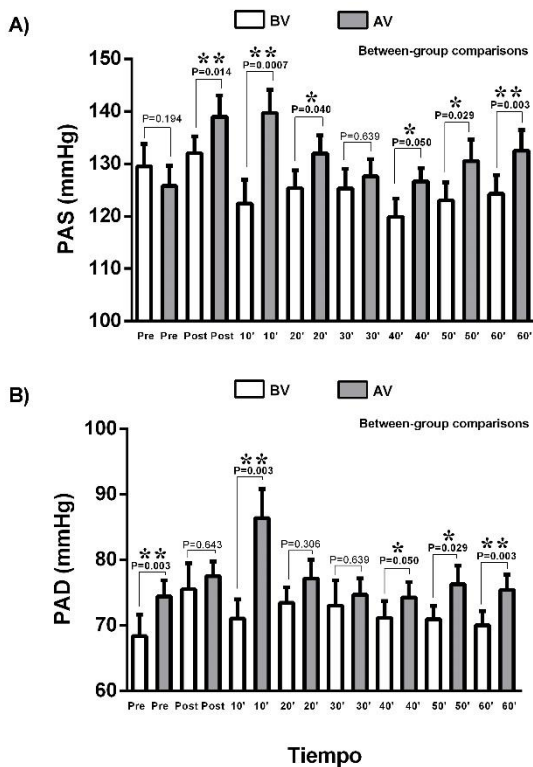 A)
BV AV
Between-group comparisons
PAS (mmHg)
150
140
130
120
110
100
P=0.194
**
P=0.014
**
P=0.0007
*
P=0.040
P=0.639
*
P=0.050
*
P=0.029
**
P=0.003
Pre Pre Post Post 10' 10' 20' 20' 30' 30' 40' 40' 50' 50' 60' 60'
B)
BV AV
Between-group comparisons
PAD (mmHg)
100
90
80
70
60
**
P=0.003
P=0.643
**
P=0.003
P=0.306
P=0.639
*
P=0.050
*
P=0.029
**
P=0.003
Pre Pre Post Post 10' 10' 20' 20' 30' 30' 40' 40' 50' 50' 60' 60'
Tiempo